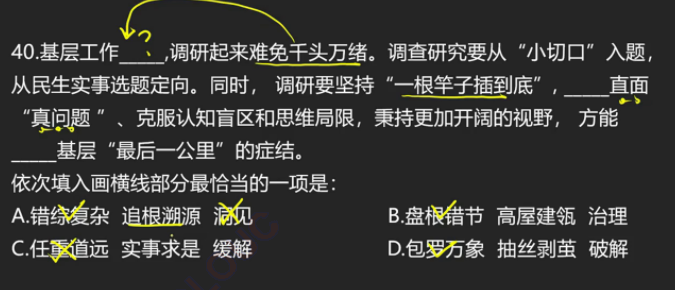 40.基层工作_____,调研起来难免千头万绪。调查研究要从“小切口”入题，
从民生实事选题定向。同时， 调研要坚持“一根竿子插到底”，_____直面
“真问题 ”、克服认知盲区和思维局限，秉持更加开阔的视野， 方能
_____基层“最后一公里”的症结。
依次填入画横线部分最恰当的一项是：
A.错综复杂 追根溯源 洞见 B.盘根错节 高屋建瓴 治理
C.任重道远 实事求是 缓解 D.包罗万象 抽丝剥茧 破解